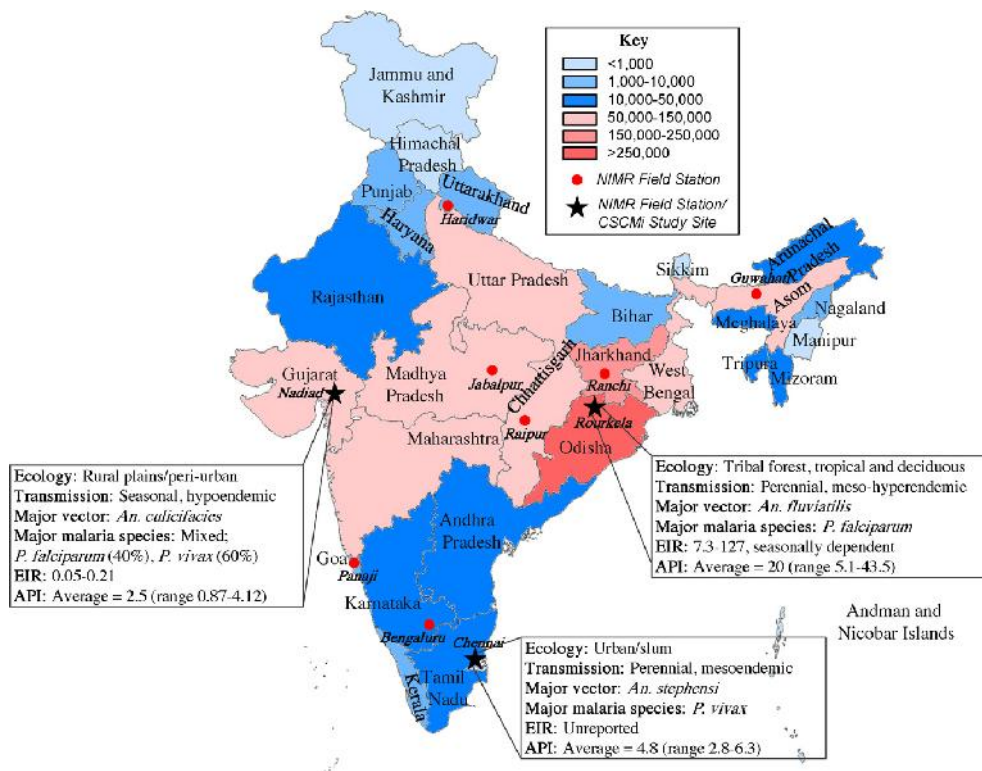 Key
<1,000
1,000-10,000
10,000-50,000
50,000-150,000
150,000-250,000
>250,000
NIMR Field Station
NIMR Field Station/
CSCMi Study Site
Jammu and
Kashmir
Himachal
Pradesh
Punjab
Uttarakhand
Haryana
Haridwar
Rajasthan
Uttar Pradesh
Sikkim
Arunachal
Pradesh
Guwahati
Asom
Nagaland
Meghalaya
Manipur
Tripura
Mizoram
Bihar
Jharkhand
Ranchi
West
Bengal
Gujarat
Nadiad
Madhya
Pradesh
Jabalpur
Chhattisgarh
Raipur
Rourkela
Odisha
Maharashtra
Ecology: Rural plains/peri-urban
Transmission: Seasonal, hypoendemic
Major vector: An. culicifacies
Major malaria species: Mixed;
P. falciparum (40%), P. vivax (60%)
EIR: 0.05-0.21
API: Average = 2.5 (range 0.87-4.12)
Ecology: Tribal forest, tropical and deciduous
Transmission: Perennial, meso-hyperendemic
Major vector: An. fluviatilis
Major malaria species: P. falciparum
EIR: 7.3-127, seasonally dependent
API: Average = 20 (range 5.1-43.5)
Andhra
Pradesh
Goa
Panaji
Karnataka
Bengaluru
Chennai
Tamil
Nadu
Kerala
Andman and
Nicobar Islands
Ecology: Urban/slum
Transmission: Perennial, mesoendemic
Major vector: An. stephensi
Major malaria species: P. vivax
EIR: Unreported
API: Average = 4.8 (range 2.8-6.3)